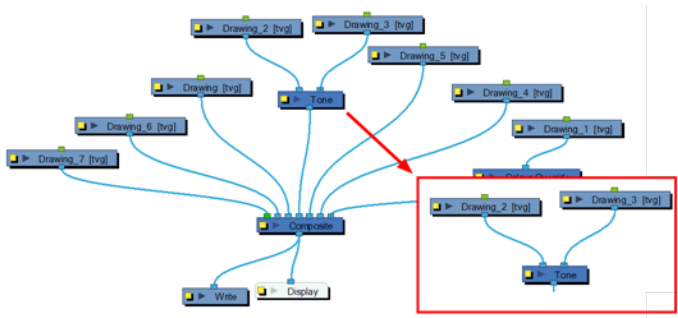 Drawing_2 [tvg]
Drawing_3 [tvg]
Drawing_5 [tvg]
Drawing [tvg]
Tone
Drawing_4 [tvg]
Drawing_6 [tvg]
Drawing_1 [tvg]
Drawing_7 [tvg]
Composite
Write
Display
Drawing_2 [tvg]
Drawing_3 [tvg]
Tone